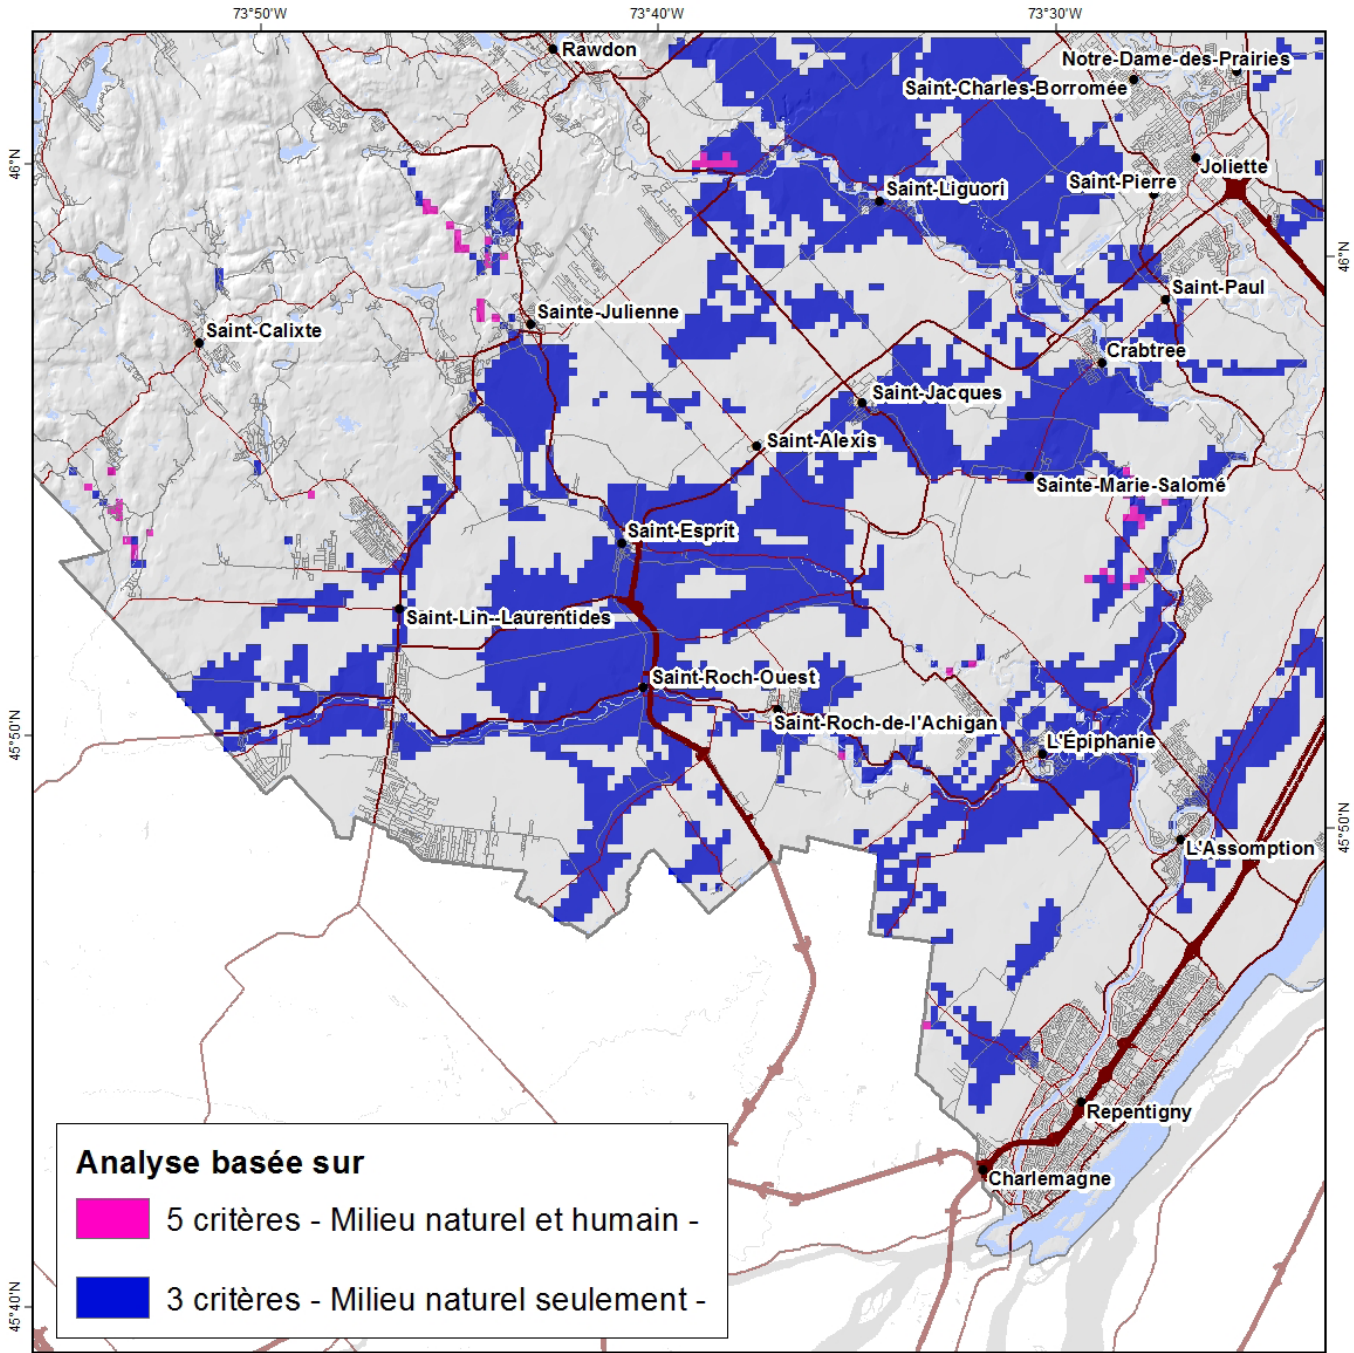 73°50'W
73°40'W
73°30'W
Rawdon
Notre-Dame-des-Prairies
Saint-Charles-Borromée
46°N
Joliette
Saint-Pierre
Saint-Liguori
46°N
Saint-Paul
Sainte-Julienne
Saint-Calixte
Crabtree
Saint-Jacques
Saint-Alexis
Sainte-Marie-Salomé
Saint-Esprit
Saint-Lin--Laurentides
Saint-Roch-Ouest
Saint-Roch-de-l'Achigan
45°50'N
L'Épiphanie
45°50'N
L'Assomption
Repentigny
Charlemagne
Analyse basée sur
5 critères - Milieu naturel et humain -
3 critères - Milieu naturel seulement -
45°40'N